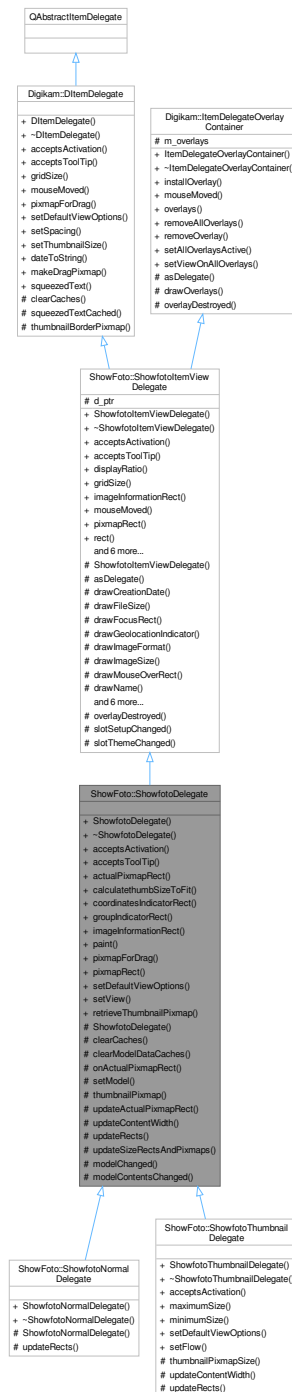 QAbstractItemDelegate
Digikam::DItemDelegate
+ DItemDelegate()
+ ~DItemDelegate()
+ acceptsActivation()
+ acceptsToolTip()
+ gridSize()
+ mouseMoved()
+ pixmapForDrag()
+ setDefaultViewOptions()
+ setSpacing()
+ setThumbnailSize()
+ dateToString()
+ makeDragPixmap()
+ squeezedText()
# clearCaches()
# squeezedTextCached()
# thumbnailBorderPixmap()
Digikam::ItemDelegateOverlay
Container
# m_overlays
+ ItemDelegateOverlayContainer()
+ ~ItemDelegateOverlayContainer()
+ installOverlay()
+ mouseMoved()
+ overlays()
+ removeAllOverlays()
+ removeOverlay()
+ setAllOverlaysActive()
+ setViewOnAllOverlays()
# asDelegate()
# drawOverlays()
# overlayDestroyed()
ShowFoto::ShowfotoItemView
Delegate
# d_ptr
+ ShowfotoItemViewDelegate()
+ ~ShowfotoItemViewDelegate()
+ acceptsActivation()
+ acceptsToolTip()
+ displayRatio()
+ gridSize()
+ imageInformationRect()
+ mouseMoved()
+ pixmapRect()
+ rect()
and 6 more...
# ShowfotoItemViewDelegate()
# asDelegate()
# drawCreationDate()
# drawFileSize()
# drawFocusRect()
# drawGeolocationIndicator()
# drawImageFormat()
# drawImageSize()
# drawMouseOverRect()
# drawName()
and 6 more...
# overlayDestroyed()
# slotSetupChanged()
# slotThemeChanged()
ShowFoto::ShowfotoDelegate
+ ShowfotoDelegate()
+ ~ShowfotoDelegate()
+ acceptsActivation()
+ acceptsToolTip()
+ actualPixmapRect()
+ calculatethumbSizeToFit()
+ coordinatesIndicatorRect()
+ groupIndicatorRect()
+ imageInformationRect()
+ paint()
+ pixmapForDrag()
+ pixmapRect()
+ setDefaultViewOptions()
+ setView()
+ retrieveThumbnailPixmap()
# ShowfotoDelegate()
# clearCaches()
# clearModelDataCaches()
# onActualPixmapRect()
# setModel()
# thumbnailPixmap()
# updateActualPixmapRect()
# updateContentWidth()
# updateRects()
# updateSizeRectsAndPixmaps()
# modelChanged()
# modelContentsChanged()
ShowFoto::ShowfotoNormal
Delegate
+ ShowfotoNormalDelegate()
+ ~ShowfotoNormalDelegate()
# ShowfotoNormalDelegate()
# updateRects()
ShowFoto::ShowfotoThumbnail
Delegate
+ ShowfotoThumbnailDelegate()
+ ~ShowfotoThumbnailDelegate()
+ acceptsActivation()
+ maximumSize()
+ minimumSize()
+ setDefaultViewOptions()
+ setFlow()
# thumbnailPixmapSize()
# updateContentWidth()
# updateRects()